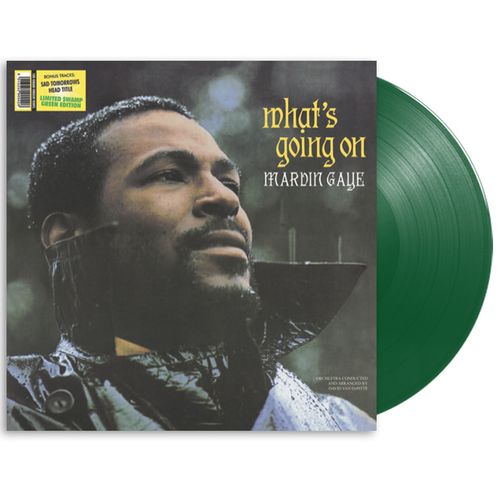 BONUS TRACKS:
SAD TOMORROWS
HEAD TITLE
LIMITED SWAMP
GREEN EDITION
what's
going on
MARVIN GAYE
ORCHESTRA CONDUCTED
AND ARRANGED BY
DAVID VAN DePITTE